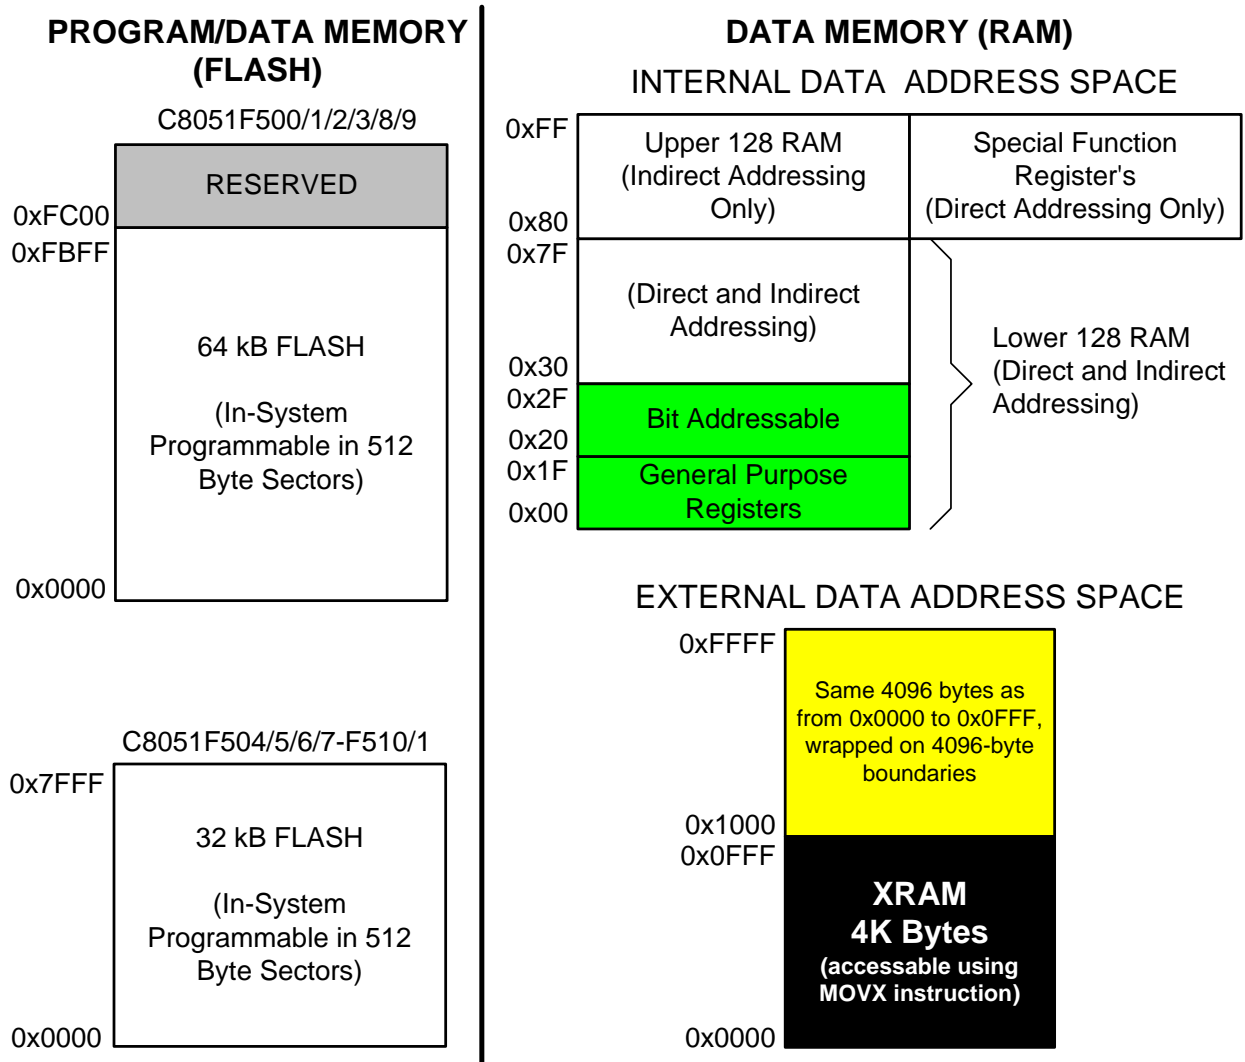 PROGRAM/DATA MEMORY
(FLASH)
C8051F500/1/2/3/8/9
RESERVED
0xFC00
0xFBFF
64 kB FLASH
(In-System
Programmable in 512
Byte Sectors)
0x0000
C8051F504/5/6/7-F510/1
0x7FFF
32 kB FLASH
(In-System
Programmable in 512
Byte Sectors)
0x0000
DATA MEMORY (RAM)
INTERNAL DATA ADDRESS SPACE
0xFF
Upper 128 RAM
(Indirect Addressing
Only)
Special Function
Register's
(Direct Addressing Only)
0x80
0x7F
(Direct and Indirect
Addressing)
Lower 128 RAM
(Direct and Indirect
Addressing)
0x30
0x2F
Bit Addressable
0x20
0x1F
General Purpose
Registers
0x00
EXTERNAL DATA ADDRESS SPACE
0xFFFF
Same 4096 bytes as
from 0x0000 to 0x0FFF,
wrapped on 4096-byte
boundaries
0x1000
0x0FFF
XRAM
4K Bytes
(accessable using
MOVX instruction)
0x0000